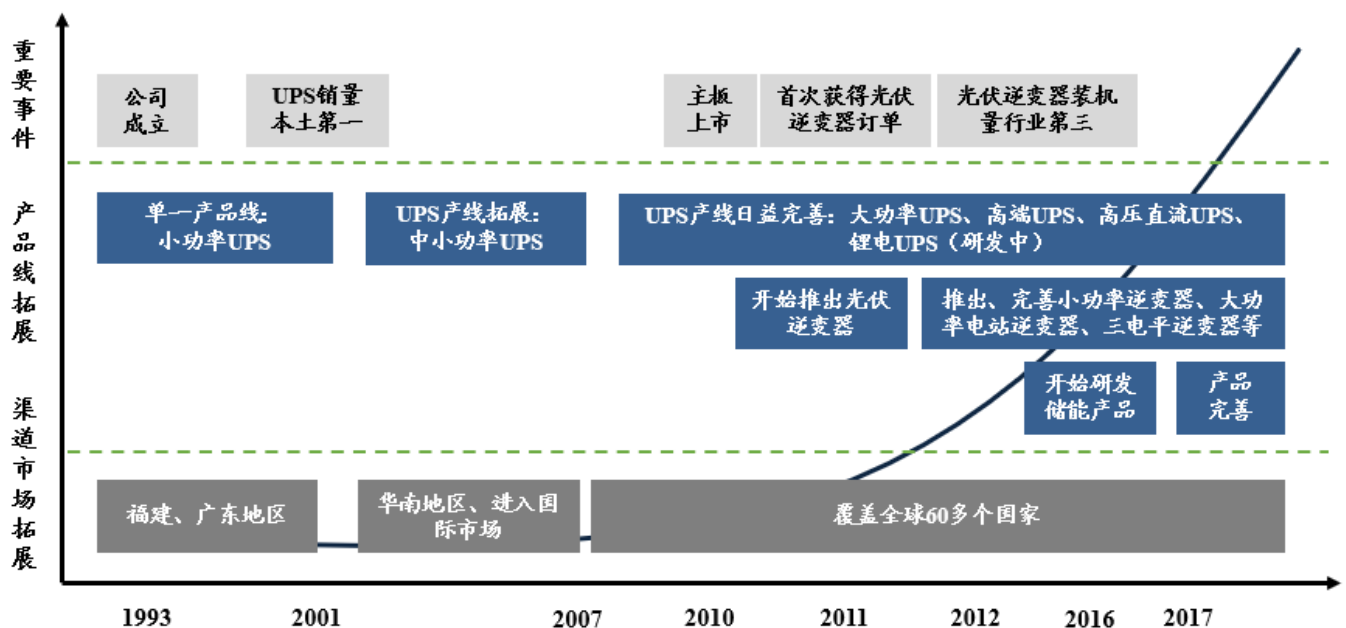 重要事件
公司
成立
UPS销量
本土第一
主板
上市
首次获得光伏
逆变器订单
光伏逆变器装机
量行业第三
产品线拓展
单一产品线：
小功率UPS
UPS产线拓展：
中小功率UPS
UPS产线日益完善：大功率UPS、高端UPS、高压直流UPS、
锂电UPS（研发中）
开始推出光伏
逆变器
推出、完善小功率逆变器、大功
率电站逆变器、三电平逆变器等
开始研发
储能产品
产品
完善
渠道市场拓展
福建、广东地区
华南地区、进入国
际市场
覆盖全球60多个国家
1993
2001
2007
2010
2011
2012
2016
2017